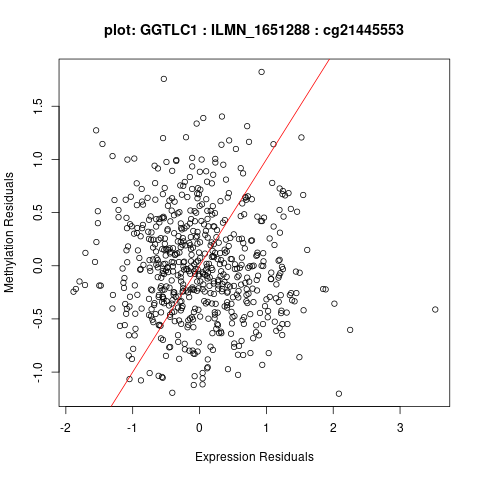 plot: GGTLC1 : ILMN_1651288 : cg21445553
Methylation Residuals
1.5
1.0
0.5
0.0
-0.5
-1.0
-2 -1 0 1 2 3
Expression Residuals